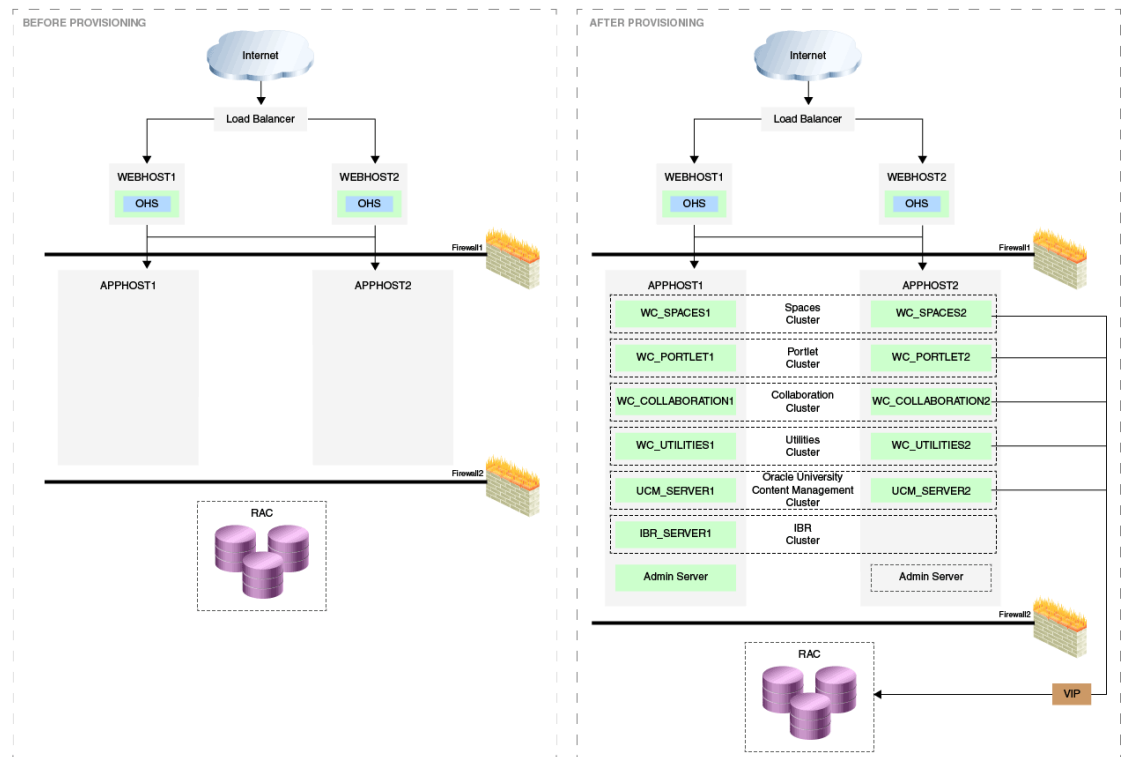 BEFORE PROVISIONING
Internet
Load Balancer
WEBHOST1
OHS
WEBHOST2
OHS
Firewall1
APPHOST1
APPHOST2
Firewall2
RAC
AFTER PROVISIONING
Internet
Load Balancer
WEBHOST1
OHS
WEBHOST2
OHS
Firewall1
APPHOST1
APPHOST2
WC_SPACES1
Spaces
Cluster
WC_SPACES2
WC_PORTLET1
Portlet
Cluster
WC_PORTLET2
WC_COLLABORATION1
Collaboration
Cluster
WC_COLLABORATION2
WC_UTILITIES1
Utilities
Cluster
WC_UTILITIES2
UCM_SERVER1
Oracle University
Content Management
Cluster
UCM_SERVER2
IBR_SERVER1
IBR
Cluster
Admin Server
Admin Server
Firewall2
RAC
VIP